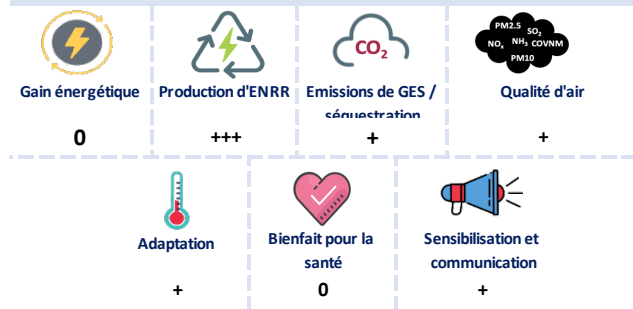 PM2.5
SO2
NOx
NH3 COVNM
PM10
CO2
Gain énergétique
Production d'ENRR
Emissions de GES /
séquestration
Qualité d'air
0
+++
+
+
Adaptation
Bienfait pour la
santé
Sensibilisation et
communication
+
0
+